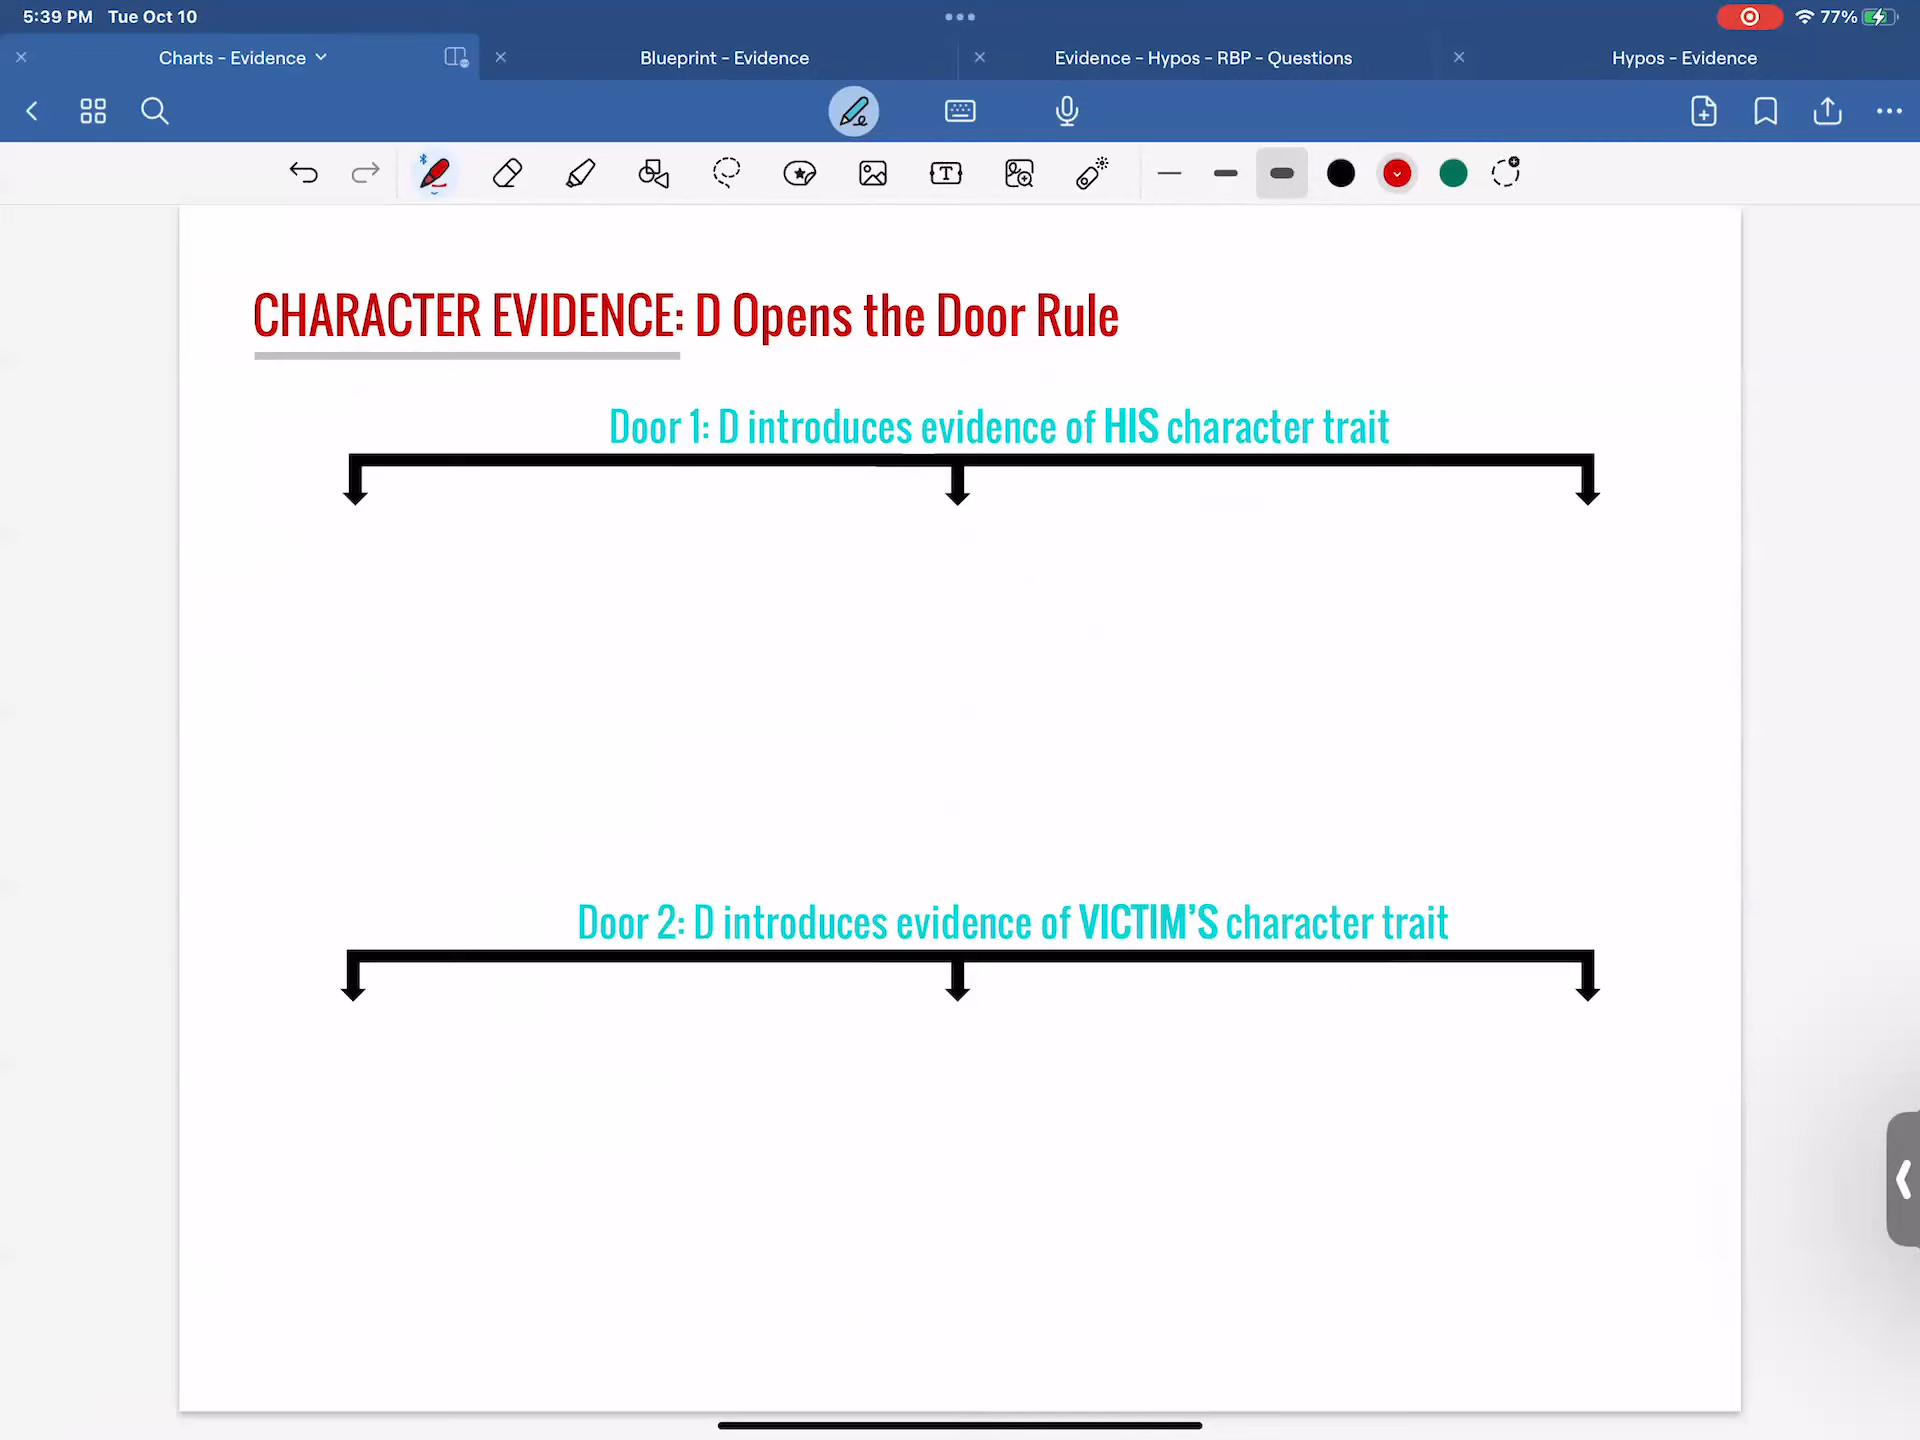 5:39 PM Tue Oct 10
77%
Charts - Evidence
Blueprint - Evidence
Evidence - Hypos - RBP - Questions
Hypos - Evidence
CHARACTER EVIDENCE: D Opens the Door Rule
Door 1: D introduces evidence of HIS character trait
Door 2: D introduces evidence of VICTIM'S character trait